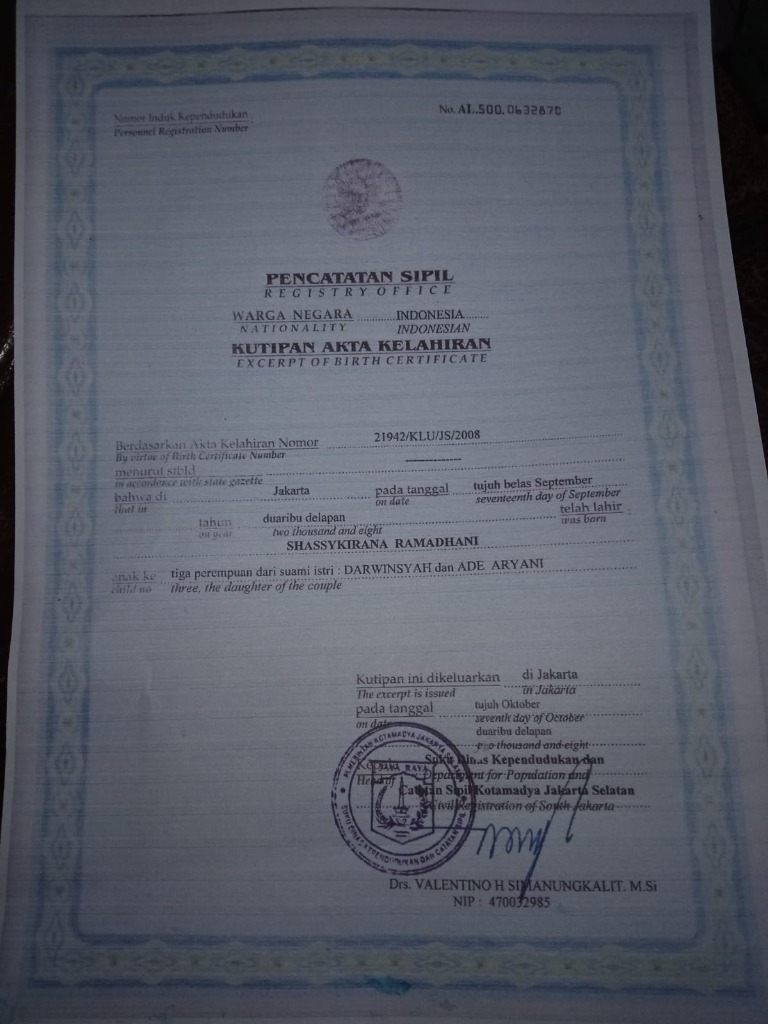 Nomor Induk Kependudukan
Personnel Registration Number
No. AL.500.0632870
PENCATATAN SIPIL
REGISTRY OFFICE
WARGA NEGARA INDONESIA
NATIONALITY INDONESIAN
KUTIPAN AKTA KELAHIRAN
EXCERPT OF BIRTH CERTIFICATE
Berdasarkan Akta Kelahiran Nomor 21942/KLU/JS/2008
By virtue of Birth Certificate Number
menurut stbld
in accordance with state gazette
bahwa di Jakarta pada tanggal tujuh belas September
that in on date seventeenth day of September
tahun duaribu delapan telah lahir
on year two thousand and eight was born
SHASSYKIRANA RAMADHANI
anak ke tiga perempuan dari suami istri : DARWINSYAH dan ADE ARYANI
child no three, the daughter of the couple
Kutipan ini dikeluarkan di Jakarta
The excerpt is issued in Jakarta
pada tanggal tujuh Oktober
on date seventh day of October
duaribu delapan
two thousand and eight
Suku Dinas Kependudukan dan
Head of Department for Population and
Catatan Sipil Kotamadya Jakarta Selatan
Civil Registration of South Jakarta
JAYA RAYA
Drs. VALENTINO H SIMANUNGKALIT. M.Si
NIP : 470032985